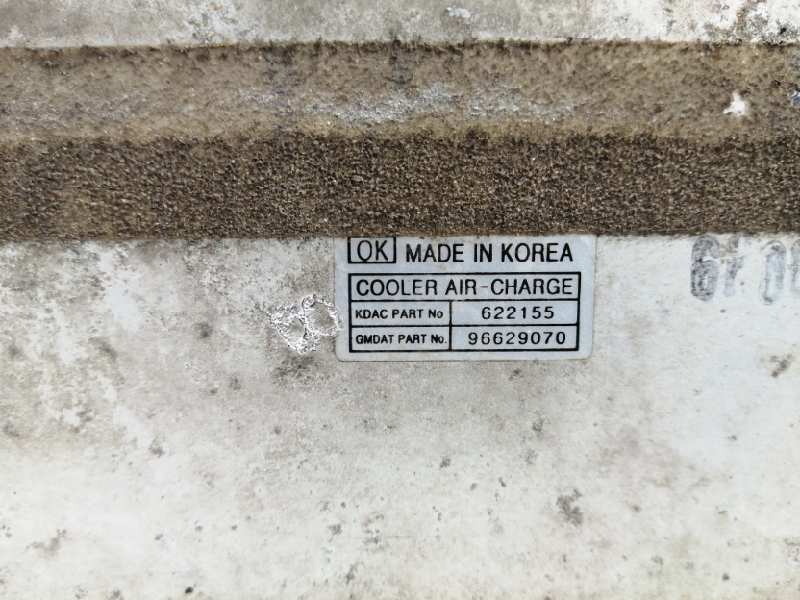 OK MADE IN KOREA
COOLER AIR-CHARGE
KDAC PART No 622155
GMDAT PART No. 96629070